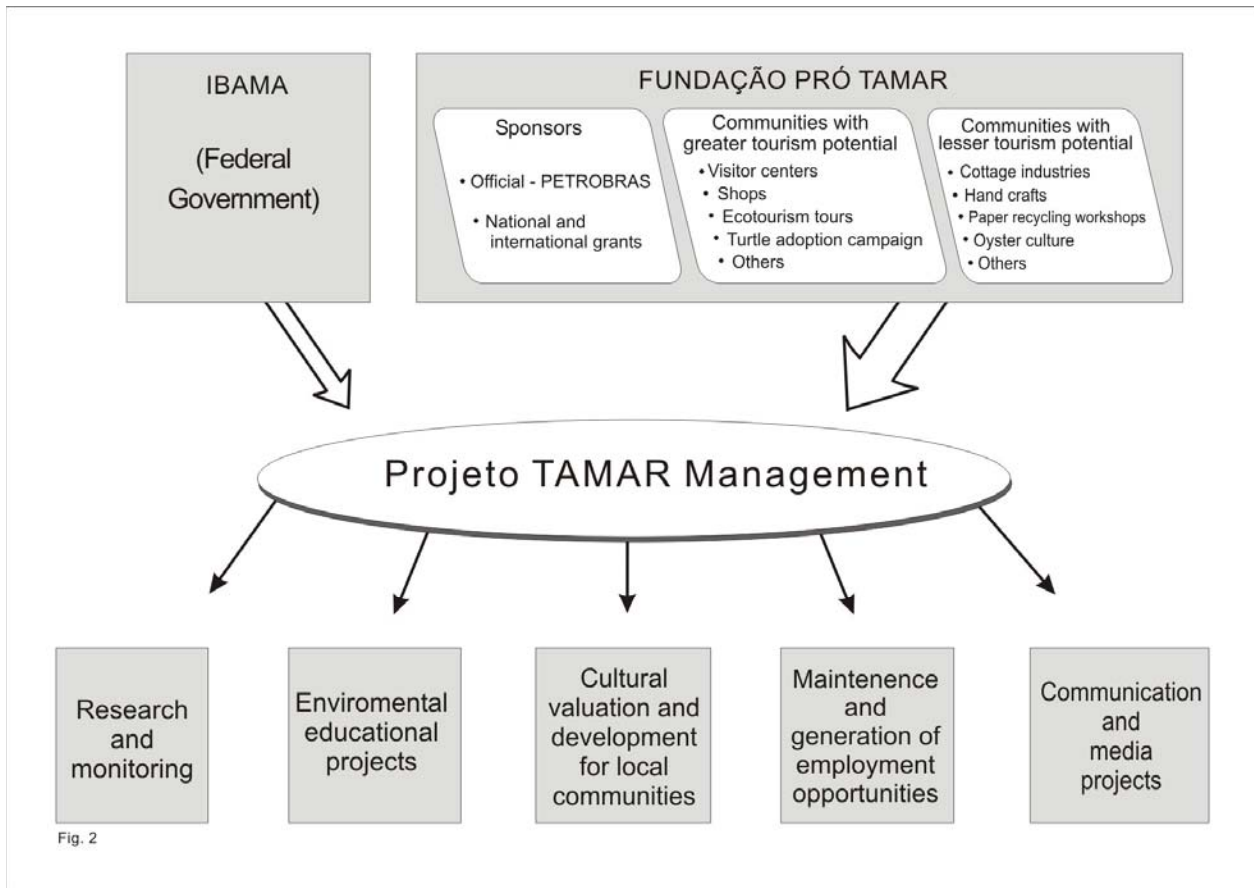 IBAMA
(Federal
Government)
FUNDAÇÃO PRÓ TAMAR
Sponsors
• Official - PETROBRAS
• National and
international grants
Communities with
greater tourism potential
• Visitor centers
• Shops
• Ecotourism tours
• Turtle adoption campaign
• Others
Communities with
lesser tourism potential
• Cottage industries
• Hand crafts
• Paper recycling workshops
• Oyster culture
• Others
Projeto TAMAR Management
Research
and
monitoring
Enviromental
educational
projects
Cultural
valuation and
development
for local
communities
Maintenence
and
generation of
employment
opportunities
Communication
and
media
projects
Fig. 2